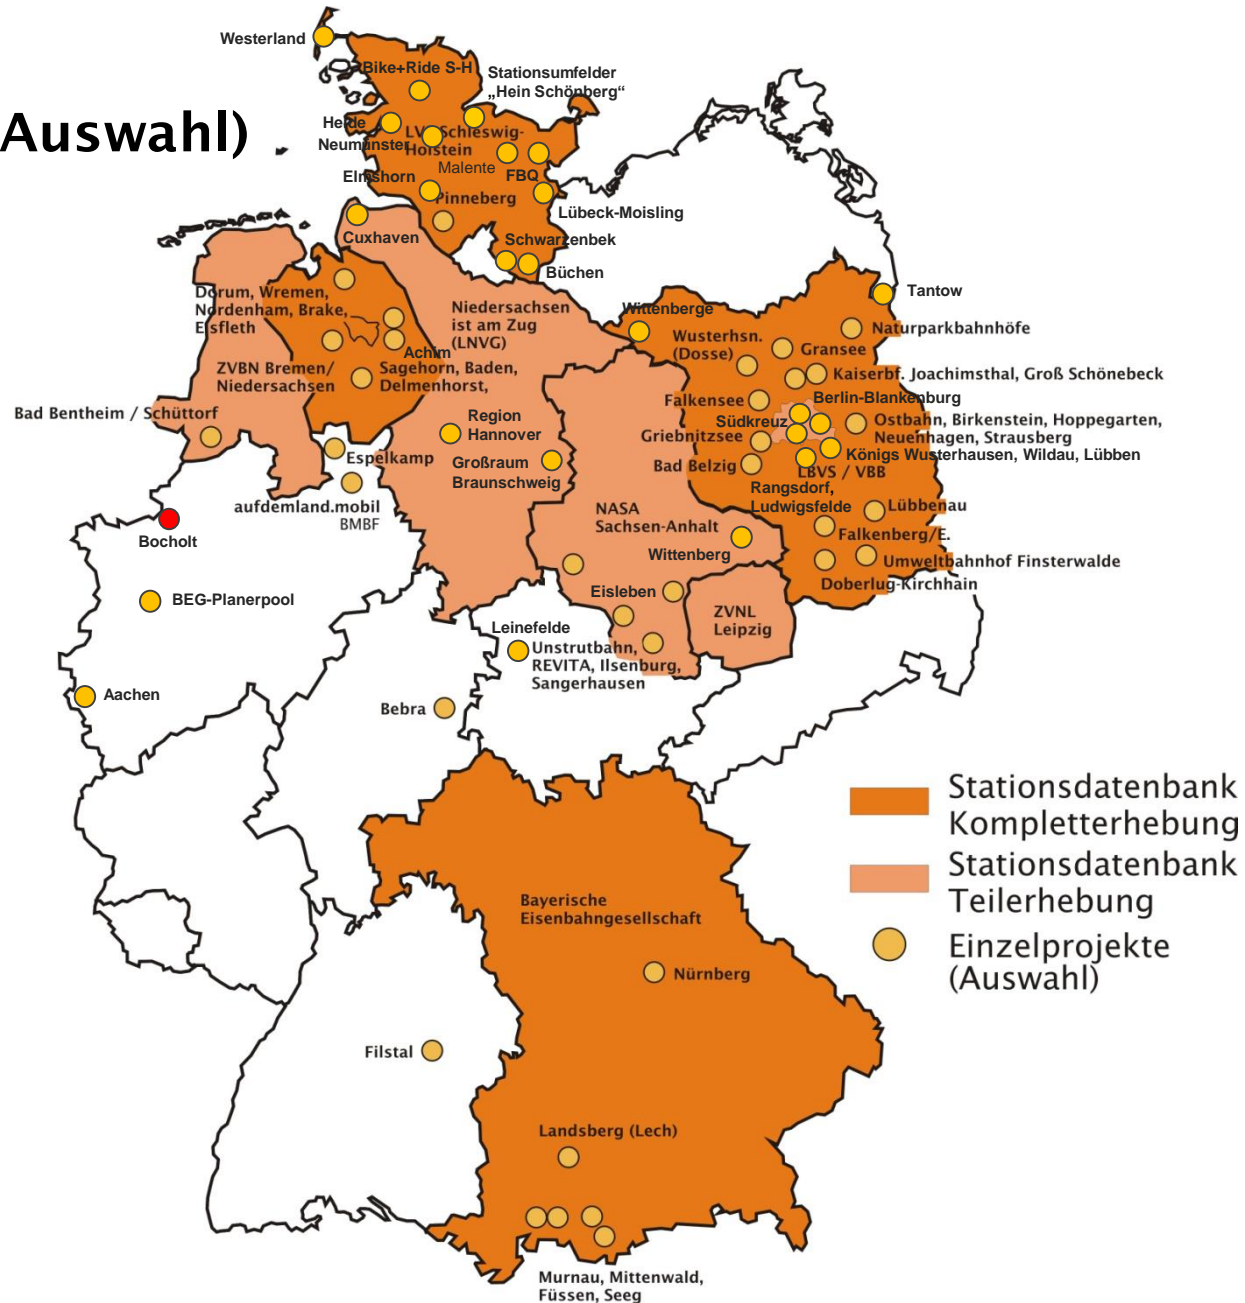 Auswahl)
Westerland
Bike+Ride S-H
Stationsumfelder
„Hein Schönberg“
Heide
Neumünster
LVS Schleswig-
Holstein
Malente
FBQ
Elmshorn
Pinneberg
Lübeck-Moisling
Cuxhaven
Schwarzenbek
Büchen
Dorum, Wremen,
Nordenham, Brake,
Elsfleth
Niedersachsen
ist am Zug
(LNVG)
Achim
ZVBN Bremen/
Niedersachsen
Sagehorn, Baden,
Delmenhorst,
Bad Bentheim / Schüttorf
Region
Hannover
Großraum
Braunschweig
Espelkamp
aufdemland.mobil
BMBF
Bocholt
BEG-Planerpool
Aachen
Wittenberge
Tantow
Naturparkbahnhöfe
Wusterhsn.
(Dosse)
Gransee
Kaiserbf. Joachimsthal, Groß Schönebeck
Falkensee
Berlin-Blankenburg
Südkreuz
Ostbahn, Birkenstein, Hoppegarten,
Neuenhagen, Strausberg
Griebnitzsee
Königs Wusterhausen, Wildau, Lübben
Bad Belzig
LBVS / VBB
Rangsdorf,
Ludwigsfelde
Lübbenau
NASA
Sachsen-Anhalt
Falkenberg/E.
Wittenberg
Umweltbahnhof Finsterwalde
Doberlug-Kirchhain
Eisleben
ZVNL
Leipzig
Leinefelde
Unstrutbahn,
REVITA, Ilsenburg,
Sangerhausen
Bebra
Stationsdatenbank
Kompletterhebung
Stationsdatenbank
Teilerhebung
Einzelprojekte
(Auswahl)
Bayerische
Eisenbahngesellschaft
Nürnberg
Filstal
Landsberg (Lech)
Murnau, Mittenwald,
Füssen, Seeg